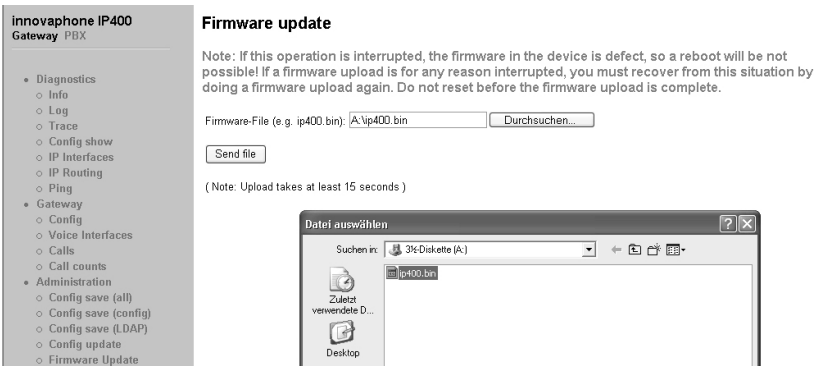 innovaphone IP400
Gateway PBX
Diagnostics
Info
Log
Trace
Config show
IP Interfaces
IP Routing
Ping
Gateway
Config
Voice Interfaces
Calls
Call counts
Administration
Config save (all)
Config save (config)
Config save (LDAP)
Config update
Firmware Update
Firmware update
Note: If this operation is interrupted, the firmware in the device is defect, so a reboot will be not
possible! If a firmware upload is for any reason interrupted, you must recover from this situation by
doing a firmware upload again. Do not reset before the firmware upload is complete.
Firmware-File (e.g. ip400.bin): A:\ip400.bin Durchsuchen...
Send file
( Note: Upload takes at least 15 seconds )
Datei auswählen
Suchen in: 3½-Diskette (A:)
ip400.bin
Zuletzt
verwendete D...
Desktop